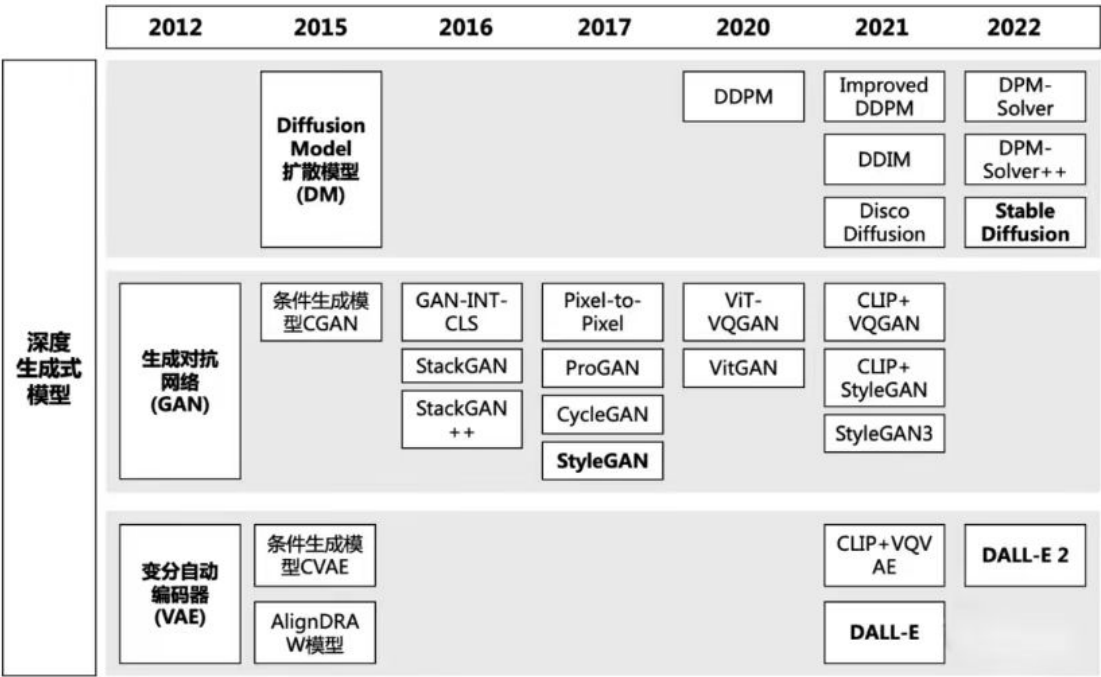 2012 2015 2016 2017 2020 2021 2022
深度
生成式
模型
Diffusion
Model
扩散模型
(DM)
DDPM
Improved
DDPM
DDIM
Disco
Diffusion
DPM-
Solver
DPM-
Solver++
Stable
Diffusion
生成对抗
网络
(GAN)
条件生成模
型CGAN
GAN-INT-
CLS
StackGAN
StackGAN
++
Pixel-to-
Pixel
ProGAN
CycleGAN
StyleGAN
ViT-
VQGAN
VitGAN
CLIP+
VQGAN
CLIP+
StyleGAN
StyleGAN3
变分自动
编码器
(VAE)
条件生成模
型CVAE
AlignDRA
W模型
CLIP+VQV
AE
DALL-E
DALL-E 2